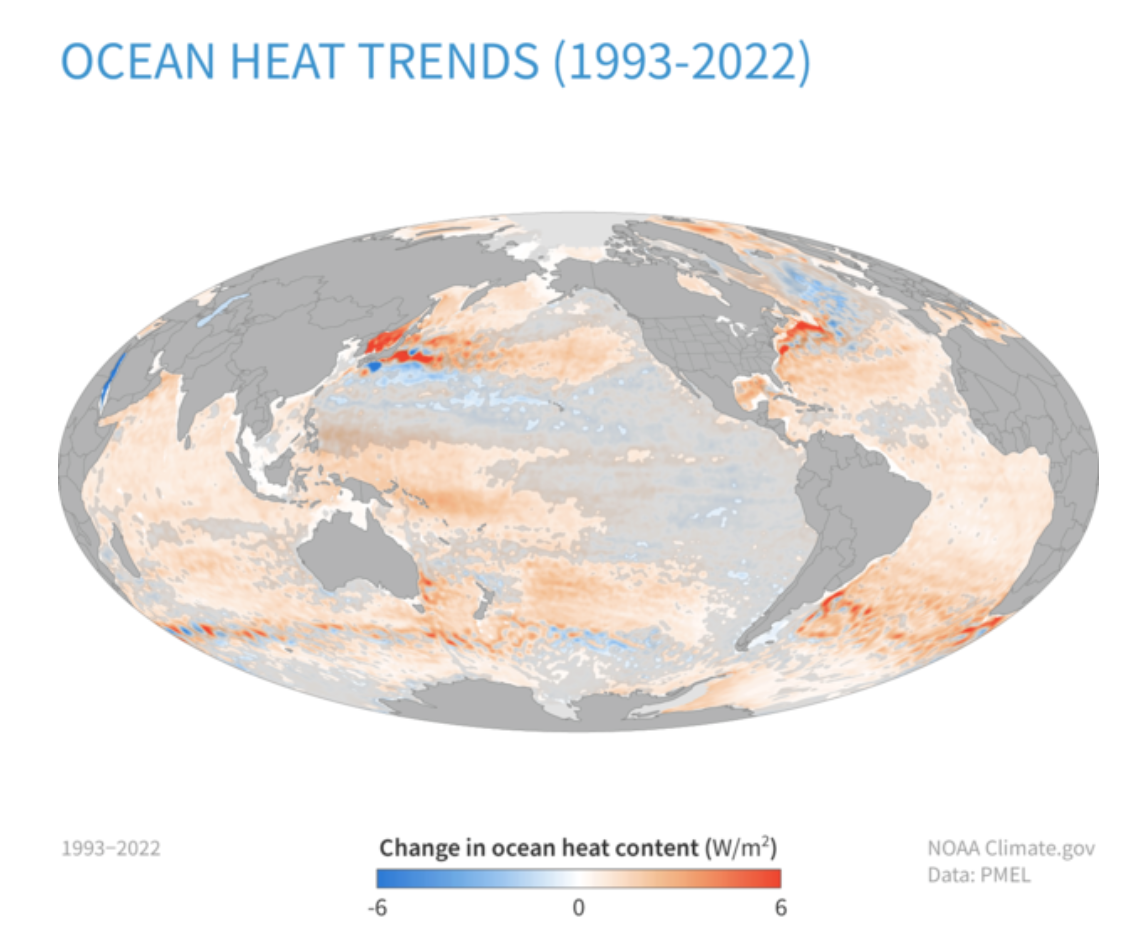 OCEAN HEAT TRENDS (1993-2022)
1993–2022
Change in ocean heat content (W/m²)
-6 0 6
NOAA Climate.gov
Data: PMEL